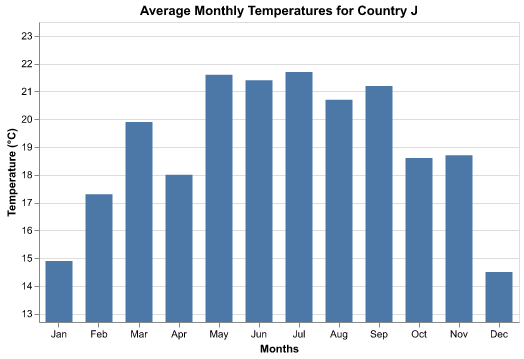 Average Monthly Temperatures for Country J
Temperature (°C)
23
22
21
20
19
18
17
16
15
14
13
Jan Feb Mar Apr May Jun Jul Aug Sep Oct Nov Dec
Months